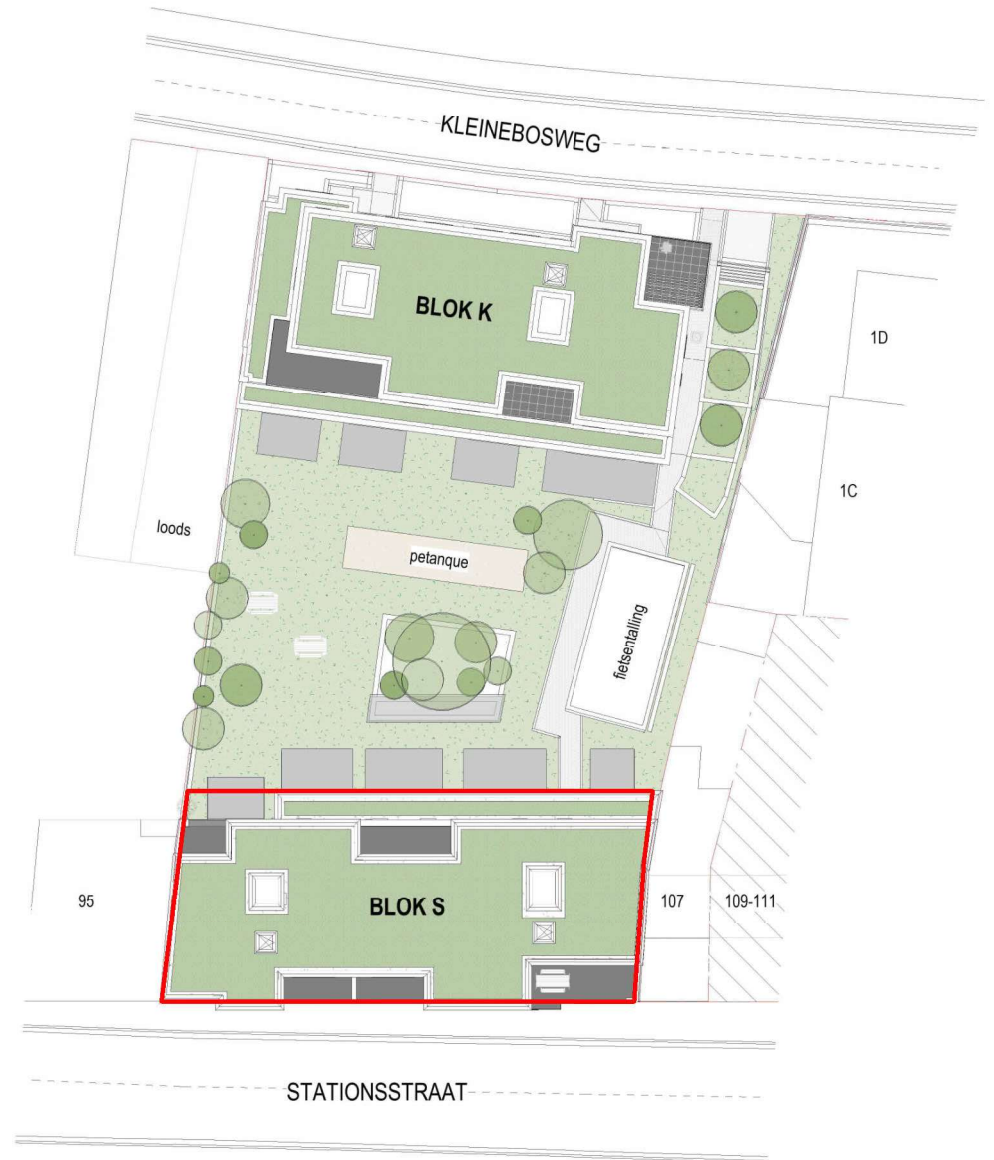 KLEINEBOSWEG
BLOK K
1D
1C
loods
petanque
fietsentalling
95
BLOK S
107
109-111
STATIONSSTRAAT